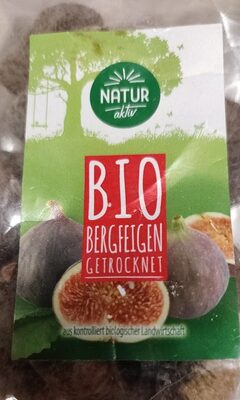 NATUR
aktiv
BIO
BERGFEIGEN
GETROCKNET
aus kontrolliert biologischer Landwirtschaft